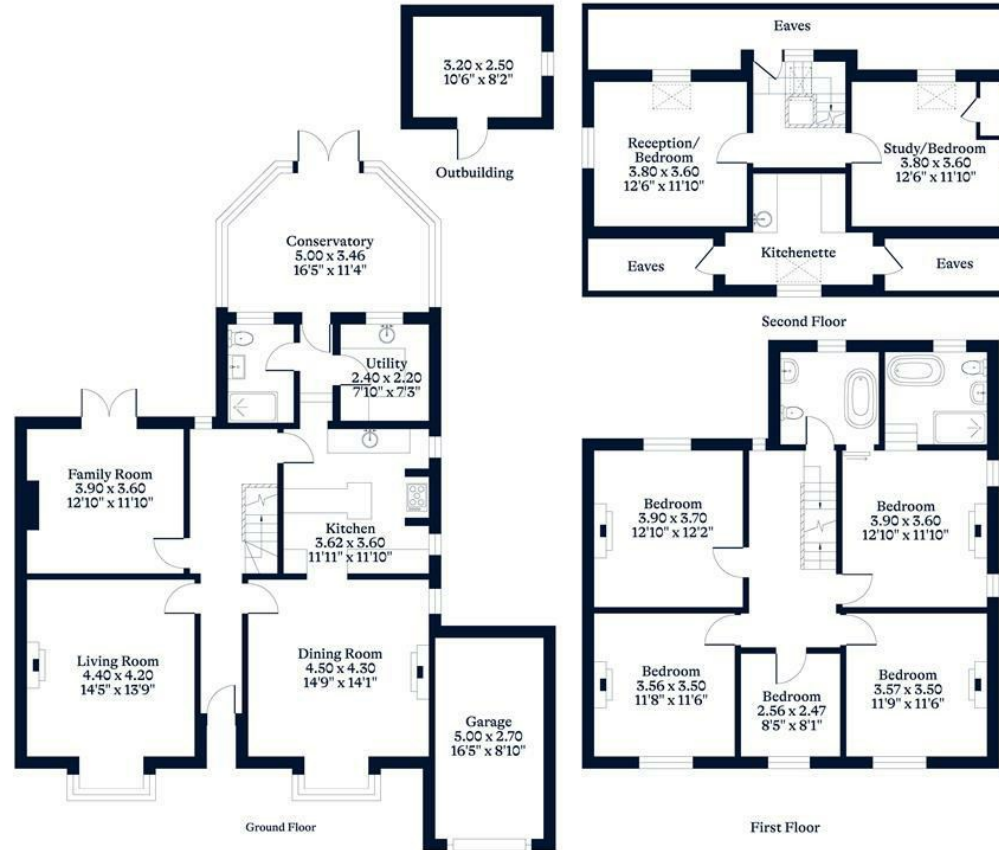 3.20 x 2.50
10'6" x 8'2"
Outbuilding
Conservatory
5.00 x 3.46
16'5" x 11'4"
Utility
2.40 x 2.20
7'10" x 7'3"
Family Room
3.90 x 3.60
12'10" x 11'10"
Kitchen
3.62 x 3.60
11'11" x 11'10"
Living Room
4.40 x 4.20
14'5" x 13'9"
Dining Room
4.50 x 4.30
14'9" x 14'1"
Garage
5.00 x 2.70
16'5" x 8'10"
Ground Floor
Eaves
Reception/
Bedroom
3.80 x 3.60
12'6" x 11'10"
Study/Bedroom
3.80 x 3.60
12'6" x 11'10"
Eaves
Kitchenette
Eaves
Second Floor
Bedroom
3.90 x 3.70
12'10" x 12'2"
Bedroom
3.90 x 3.60
12'10" x 11'10"
Bedroom
3.56 x 3.50
11'8" x 11'6"
Bedroom
2.56 x 2.47
8'5" x 8'1"
Bedroom
3.57 x 3.50
11'9" x 11'6"
First Floor